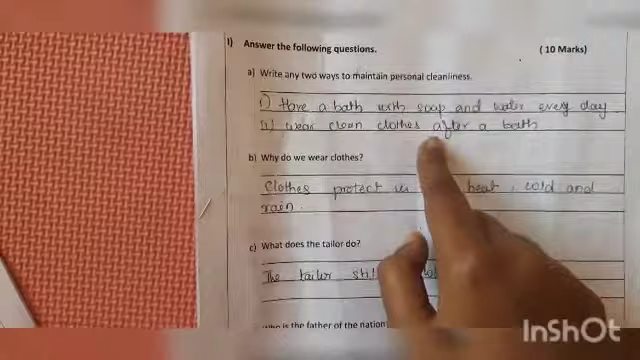 I) Answer the following questions. (10 Marks)
a) Write any two ways to maintain personal cleanliness.
i) Have a bath with soap and water every day
ii) wear clean clothes after a bath
b) Why do we wear clothes?
Clothes protect us heat, cold and
rain.
c) What does the tailor do?
The tailor
is the father of the nation
InShOt